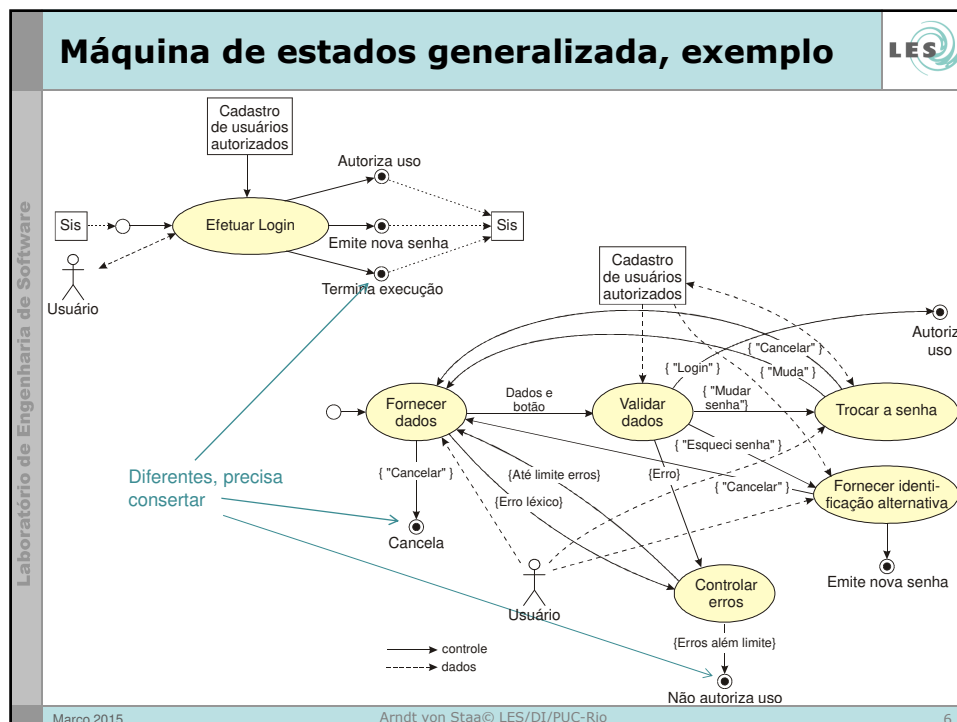 Máquina de estados generalizada, exemplo
LES
Laboratório de Engenharia de Software
Cadastro
de usuários
autorizados
Autoriza uso
Sis
Efetuar Login
Sis
Emite nova senha
Usuário
Termina execução
Cadastro
de usuários
autorizados
Autoriz
uso
{ "Cancelar" }
{ "Login" }
{ "Muda" }
Dados e
botão
{ "Mudar
senha"}
Fornecer
dados
Validar
dados
Trocar a senha
{ "Esqueci senha" }
Diferentes, precisa
consertar
{ "Cancelar" }
{Até limite erros}
{Erro}
{ "Cancelar" }
Fornecer identi-
ficação alternativa
{Erro léxico}
Cancela
Emite nova senha
Controlar
erros
Usuário
{Erros além limite}
controle
dados
Não autoriza uso
Março 2015
Arndt von Staa© LES/DI/PUC-Rio
6